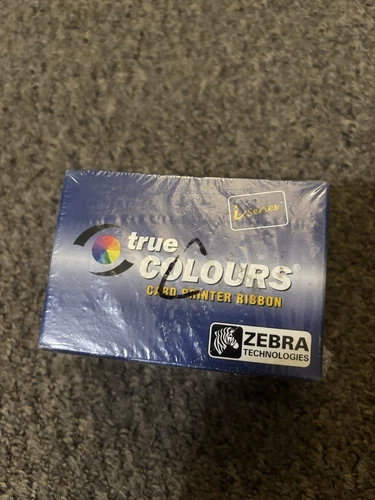 i series
true
COLOURS®
CARD PRINTER RIBBON
ZEBRA
TECHNOLOGIES